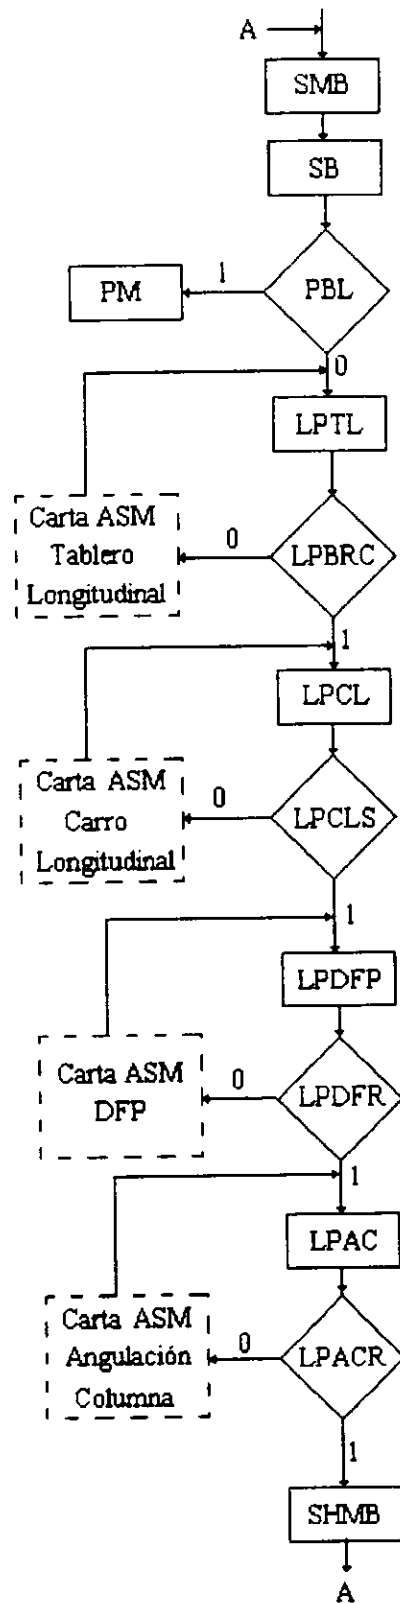 A
SMB
SB
PBL
1
PM
0
LPTL
Carta ASM
Tablero
Longitudinal
0
LPBRC
1
LPCL
Carta ASM
Carro
Longitudinal
0
LPCLS
1
LPDFP
Carta ASM
DFP
0
LPDFR
1
LPAC
Carta ASM
Angulación
Columna
0
LPACR
1
SHMB
A